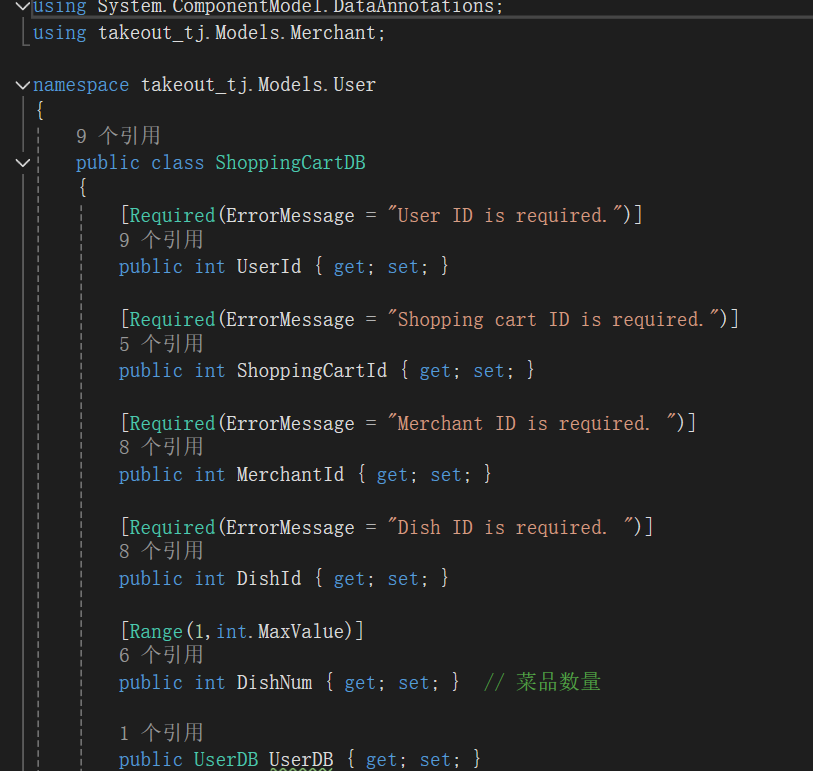 using System.ComponentModel.DataAnnotations;
using takeout_tj.Models.Merchant;
namespace takeout_tj.Models.User
{
9 个引用
public class ShoppingCartDB
{
[Required(ErrorMessage = "User ID is required.")]
9 个引用
public int UserId { get; set; }
[Required(ErrorMessage = "Shopping cart ID is required.")]
5 个引用
public int ShoppingCartId { get; set; }
[Required(ErrorMessage = "Merchant ID is required. ")]
8 个引用
public int MerchantId { get; set; }
[Required(ErrorMessage = "Dish ID is required. ")]
8 个引用
public int DishId { get; set; }
[Range(1,int.MaxValue)]
6 个引用
public int DishNum { get; set; }  // 菜品数量
1 个引用
public UserDB UserDB { get; set; }